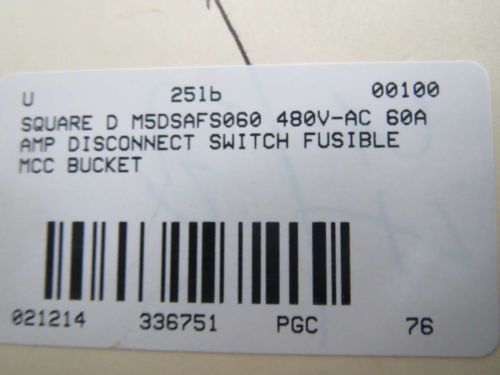 U 251b 00100
SQUARE D M5DSAFS060 480V-AC 60A
AMP DISCONNECT SWITCH FUSIBLE
MCC BUCKET
021214 336751 PGC 76